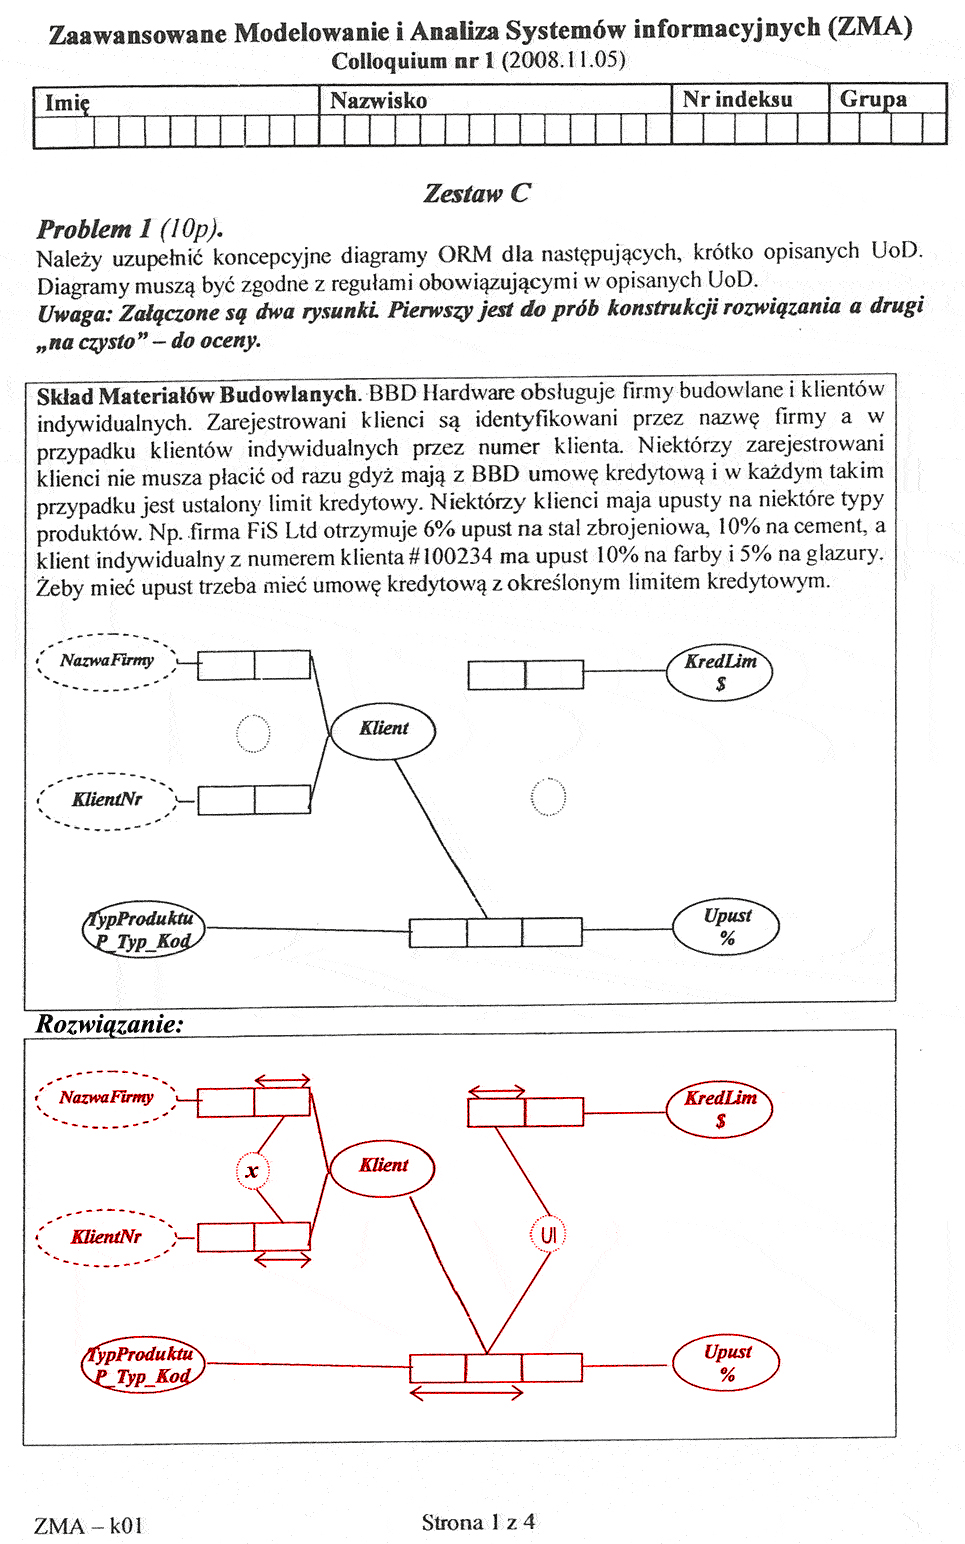 Zaawansowane Modelowanie i Analiza Systemów informacyjnych (ZMA)
Colloquium nr 1 (2008.11.05)
Imię Nazwisko Nr indeksu Grupa
Zestaw C
Problem 1 (10p).
Należy uzupełnić koncepcyjne diagramy ORM dla następujących, krótko opisanych UoD.
Diagramy muszą być zgodne z regułami obowiązującymi w opisanych UoD.
Uwaga: Załączone są dwa rysunki. Pierwszy jest do prób konstrukcji rozwiązania a drugi
„na czysto” – do oceny.
Skład Materiałów Budowlanych. BBD Hardware obsługuje firmy budowlane i klientów
indywidualnych. Zarejestrowani klienci są identyfikowani przez nazwę firmy a w
przypadku klientów indywidualnych przez numer klienta. Niektórzy zarejestrowani
klienci nie musza płacić od razu gdyż mają z BBD umowę kredytową i w każdym takim
przypadku jest ustalony limit kredytowy. Niektórzy klienci maja upusty na niektóre typy
produktów. Np. firma FiS Ltd otrzymuje 6% upust na stal zbrojeniową, 10% na cement, a
klient indywidualny z numerem klienta #100234 ma upust 10% na farby i 5% na glazury.
Żeby mieć upust trzeba mieć umowę kredytową z określonym limitem kredytowym.
NazwaFirmy
KredLim
$
Klient
KlientNr
TypProduktu
P_Typ_Kod
Upust
%
Rozwiązanie:
NazwaFirmy
KredLim
$
x
Klient
KlientNr
UI
TypProduktu
P_Typ_Kod
Upust
%
ZMA – k01
Strona 1 z 4